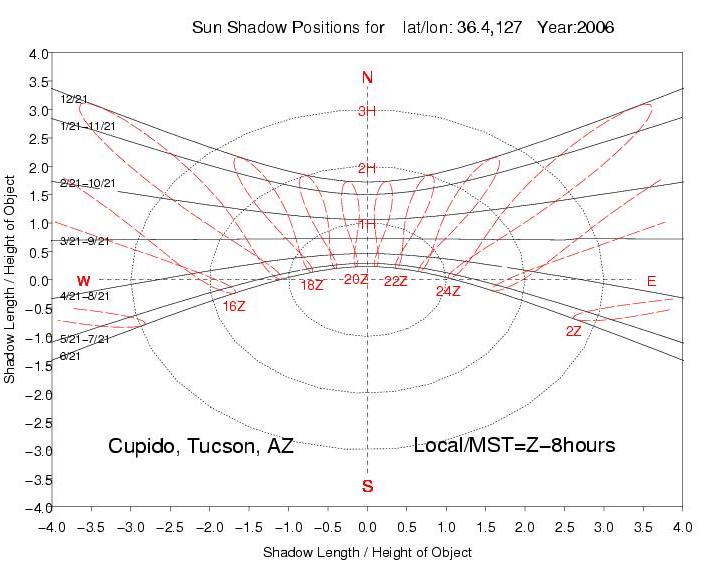 Sun Shadow Positions for lat/lon: 36.4,127 Year:2006
4.0
3.5
3.0
2.5
2.0
1.5
1.0
0.5
0.0
−0.5
−1.0
−1.5
−2.0
−2.5
−3.0
−3.5
−4.0
Shadow Length / Height of Object
N
3H
2H
1H
12/21
1/21−11/21
2/21−10/21
3/21−9/21
W
E
4/21−8/21
5/21−7/21
6/21
16Z
18Z
20Z
22Z
24Z
2Z
Cupido, Tucson, AZ
Local/MST=Z−8hours
S
−4.0 −3.5 −3.0 −2.5 −2.0 −1.5 −1.0 −0.5 0.0 0.5 1.0 1.5 2.0 2.5 3.0 3.5 4.0
Shadow Length / Height of Object